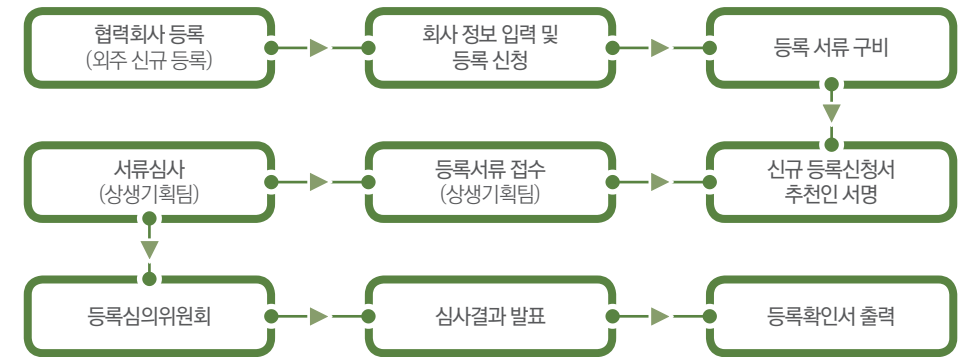 협력회사 등록
(외주 신규 등록)
회사 정보 입력 및
등록 신청
등록 서류 구비
서류심사
(상생기획팀)
등록서류 접수
(상생기획팀)
신규 등록신청서
추천인 서명
등록심의위원회
심사결과 발표
등록확인서 출력